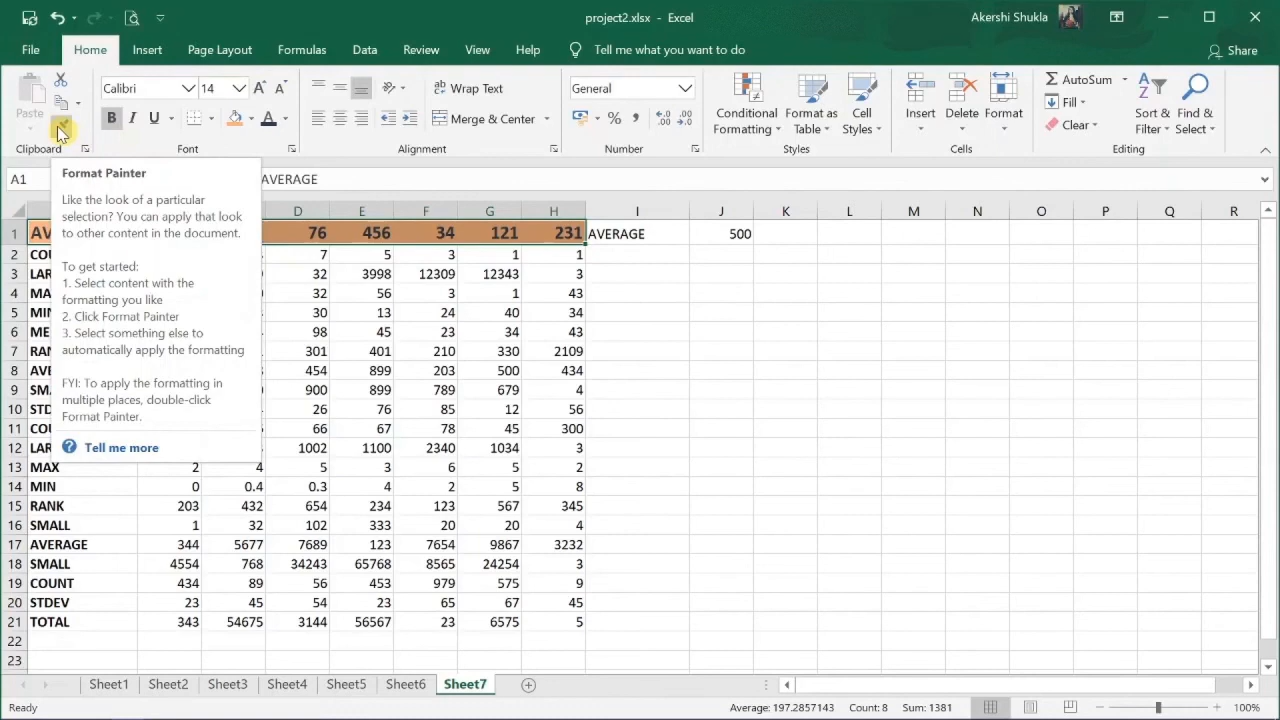 project2.xlsx - Excel
Akershi Shukla
File Home Insert Page Layout Formulas Data Review View Help Tell me what you want to do Share
Paste
Clipboard
Calibri 14
B I U A
Font
ab Wrap Text
Merge & Center
Alignment
General
%
Number
Conditional Formatting
Format as Table
Cell Styles
Styles
Insert
Delete
Format
Cells
AutoSum
Fill
Clear
Sort & Filter
Find & Select
Editing
A1 AVERAGE
Format Painter
Like the look of a particular
selection? You can apply that look
to other content in the document.
To get started:
1. Select content with the
formatting you like
2. Click Format Painter
3. Select something else to
automatically apply the formatting
FYI: To apply the formatting in
multiple places, double-click
Format Painter.
Tell me more
D E F G H I J K L M N O P Q R
1 AV 76 456 34 121 231 AVERAGE 500
2 COU 7 5 3 1 1
3 LAR 32 3998 12309 12343 3
4 MA 32 56 3 1 43
5 MIN 30 13 24 40 34
6 ME 98 45 23 34 43
7 RAN 301 401 210 330 2109
8 AVE 454 899 203 500 434
9 SMA 900 899 789 679 4
10 STD 26 76 85 12 56
11 COU 66 67 78 45 300
12 LAR 1002 1100 2340 1034 3
13 MAX 2 4 5 3 6 5 2
14 MIN 0 0.4 0.3 4 2 5 8
15 RANK 203 432 654 234 123 567 345
16 SMALL 1 32 102 333 20 20 4
17 AVERAGE 344 5677 7689 123 7654 9867 3232
18 SMALL 4554 768 34243 65768 8565 24254 3
19 COUNT 434 89 56 453 979 575 9
20 STDEV 23 45 54 23 65 67 45
21 TOTAL 343 54675 3144 56567 23 6575 5
22
23
Sheet1 Sheet2 Sheet3 Sheet4 Sheet5 Sheet6 Sheet7
Ready Average: 197.2857143 Count: 8 Sum: 1381 100%